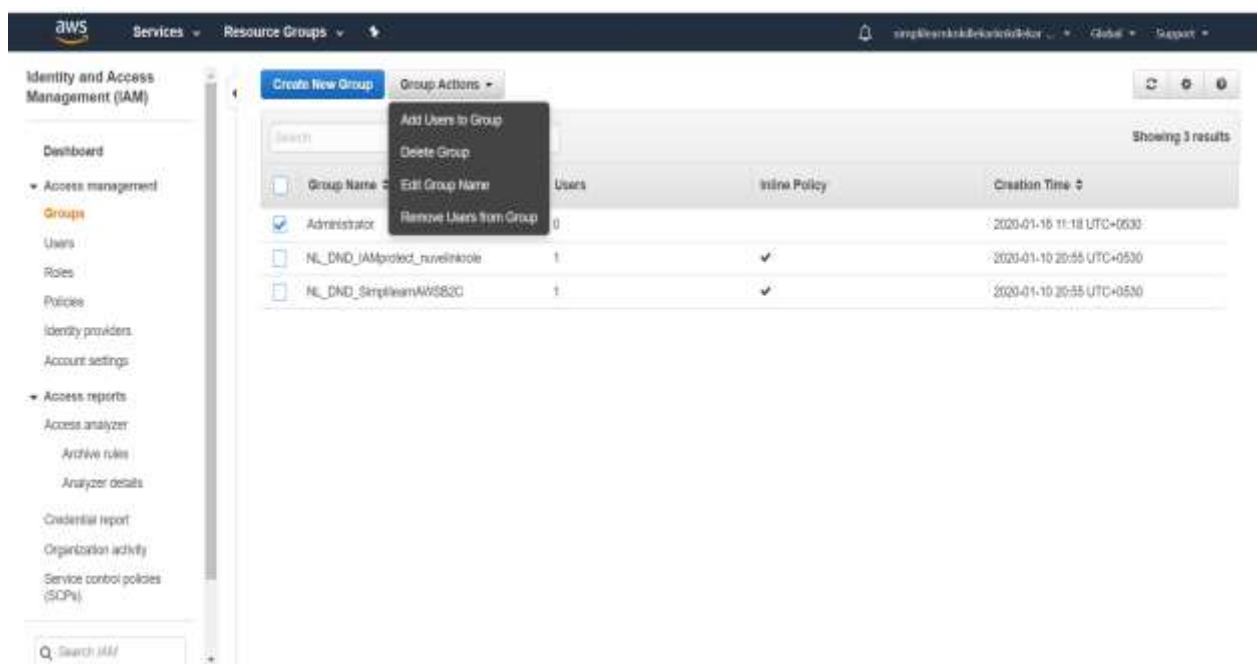 aws Services Resource Groups Global Support
Identity and Access
Management (IAM)
Dashboard
Access management
Groups
Users
Roles
Policies
Identity providers
Account settings
Access reports
Access analyzer
Archive rules
Analyzer details
Credential report
Organization activity
Service control policies
(SCPs)
Search IAM
Create New Group Group Actions
Add Users to Group
Delete Group
Edit Group Name
Remove Users from Group
Search
Showing 3 results
Group Name Users Inline Policy Creation Time
Administrator 0 2020-01-16 11:18 UTC+0530
1 2020-01-10 20:55 UTC+0530
NL_DND_SimplilearnAWSB2C 1 2020-01-10 20:55 UTC+0530